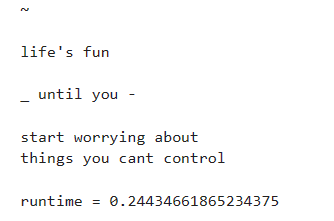 ~
life's fun
_ until you -
start worrying about
things you cant control
runtime = 0.24434661865234375